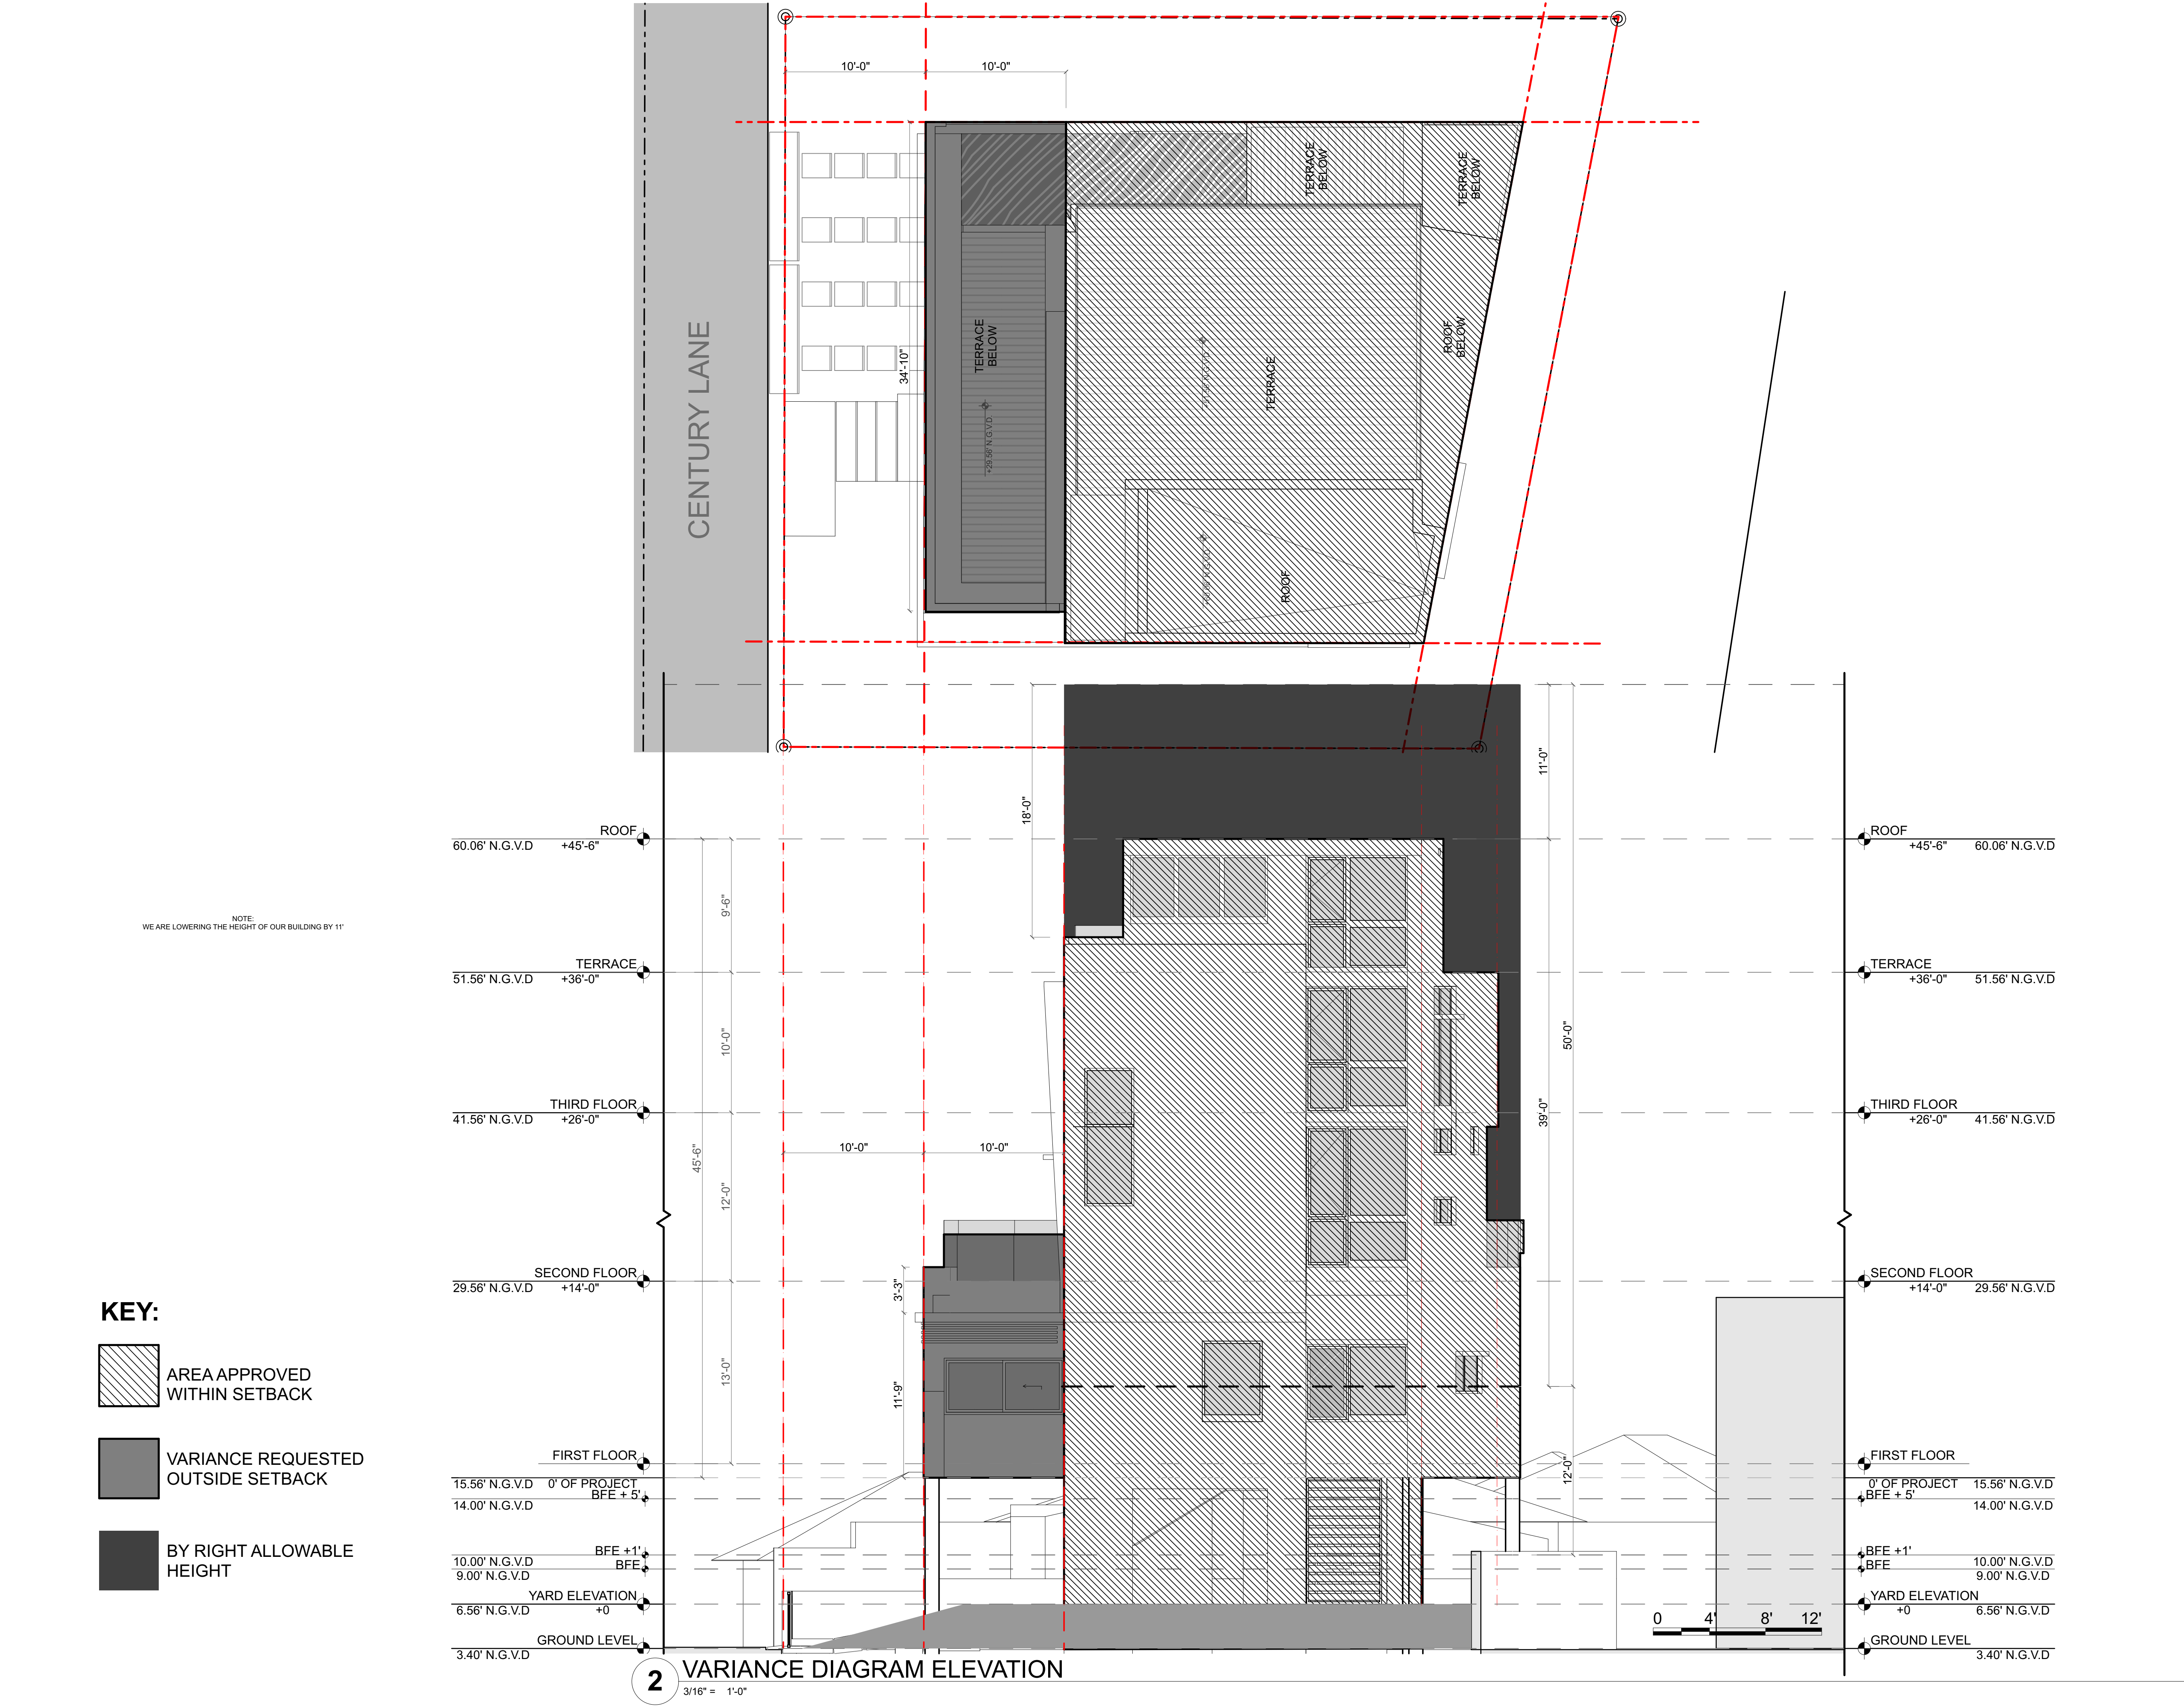 10'-0"
10'-0"
CENTURY LANE
34'-10"
TERRACE
BELOW
+29.56' N.G.V.D
TERRACE
BELOW
TERRACE
BELOW
ROOF
BELOW
TERRACE
+51.56' N.G.V.D
ROOF
+60.06' N.G.V.D
18'-0"
11'-0"
50'-0"
39'-0"
12'-0"
ROOF
60.06' N.G.V.D +45'-6"
9'-6"
TERRACE
51.56' N.G.V.D +36'-0"
10'-0"
THIRD FLOOR
41.56' N.G.V.D +26'-0"
45'-6"
12'-0"
10'-0"
10'-0"
SECOND FLOOR
29.56' N.G.V.D +14'-0"
3'-3"
13'-0"
11'-9"
FIRST FLOOR
15.56' N.G.V.D 0' OF PROJECT
BFE + 5'
14.00' N.G.V.D
BFE +1'
10.00' N.G.V.D
BFE
9.00' N.G.V.D
YARD ELEVATION
6.56' N.G.V.D +0
GROUND LEVEL
3.40' N.G.V.D
ROOF
+45'-6" 60.06' N.G.V.D
TERRACE
+36'-0" 51.56' N.G.V.D
THIRD FLOOR
+26'-0" 41.56' N.G.V.D
SECOND FLOOR
+14'-0" 29.56' N.G.V.D
FIRST FLOOR
0' OF PROJECT 15.56' N.G.V.D
BFE + 5'
14.00' N.G.V.D
BFE +1'
10.00' N.G.V.D
BFE
9.00' N.G.V.D
YARD ELEVATION
+0 6.56' N.G.V.D
GROUND LEVEL
3.40' N.G.V.D
0 4' 8' 12'
NOTE:
WE ARE LOWERING THE HEIGHT OF OUR BUILDING BY 11'
KEY:
AREA APPROVED
WITHIN SETBACK
VARIANCE REQUESTED
OUTSIDE SETBACK
BY RIGHT ALLOWABLE
HEIGHT
2 VARIANCE DIAGRAM ELEVATION
3/16" = 1'-0"